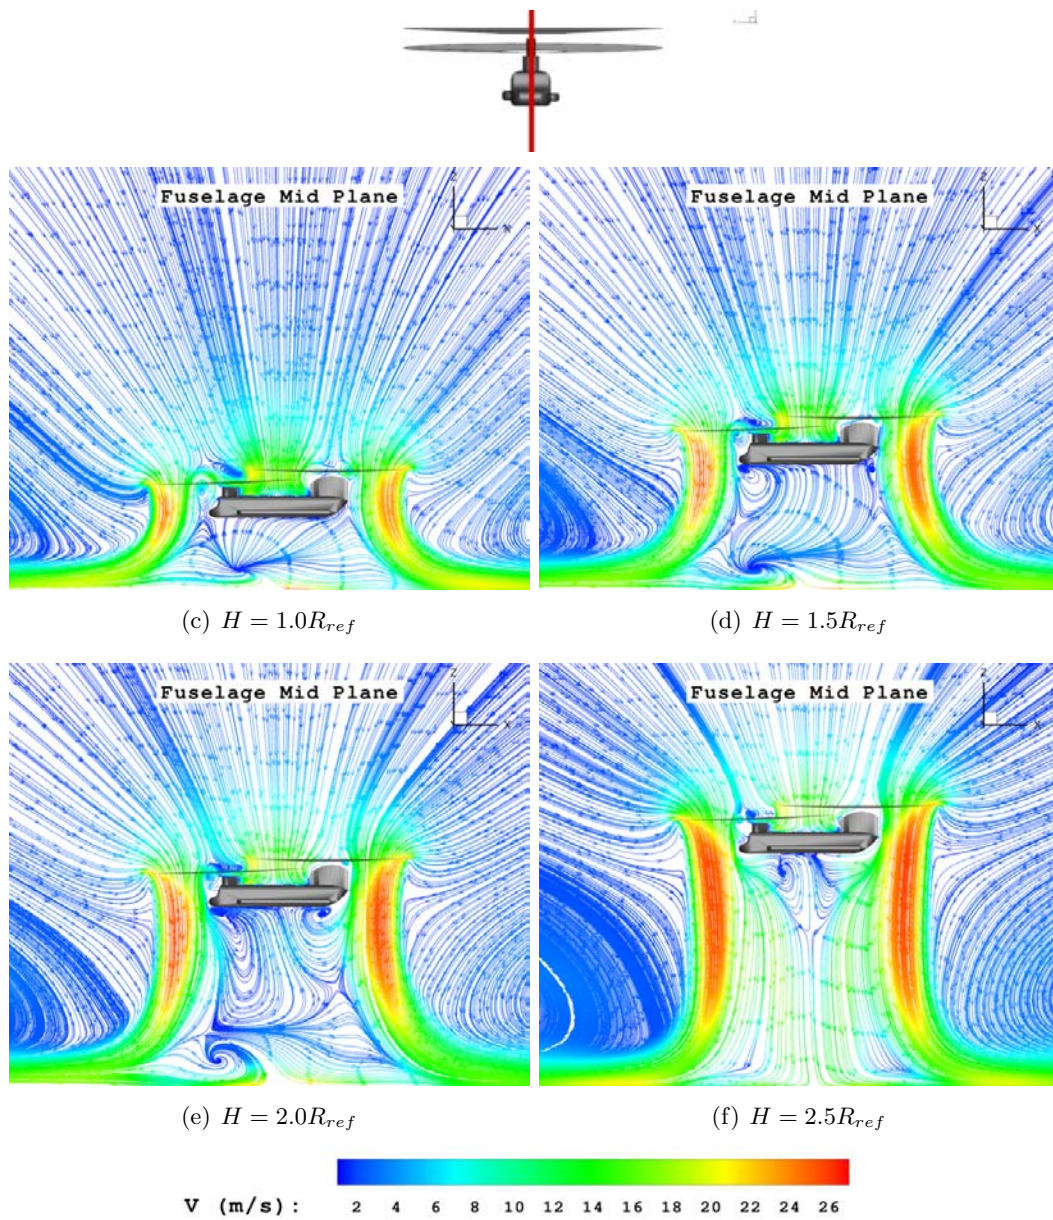 Fuselage Mid Plane
Z
X
Fuselage Mid Plane
Z
X
(c) H = 1.0R_ref
(d) H = 1.5R_ref
Fuselage Mid Plane
Z
X
Fuselage Mid Plane
Z
X
(e) H = 2.0R_ref
(f) H = 2.5R_ref
V (m/s): 2 4 6 8 10 12 14 16 18 20 22 24 26